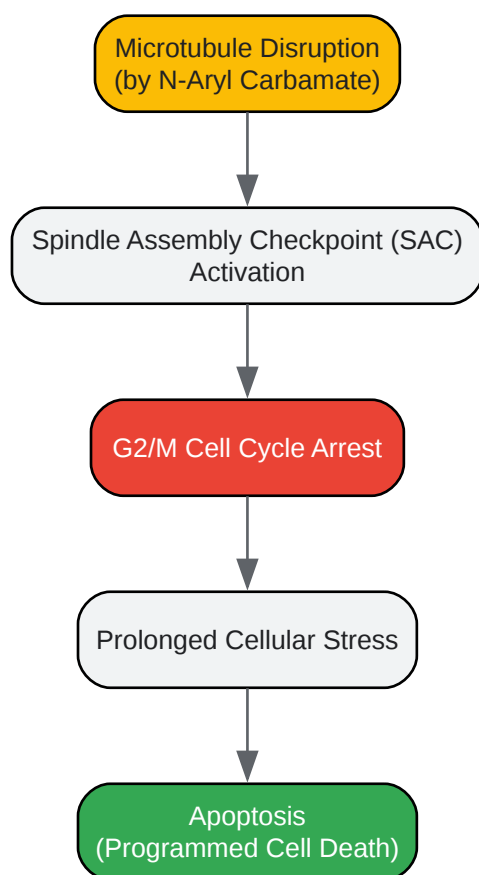 Microtubule Disruption
(by N-Aryl Carbamate)
Spindle Assembly Checkpoint (SAC)
Activation
G2/M Cell Cycle Arrest
Prolonged Cellular Stress
Apoptosis
(Programmed Cell Death)